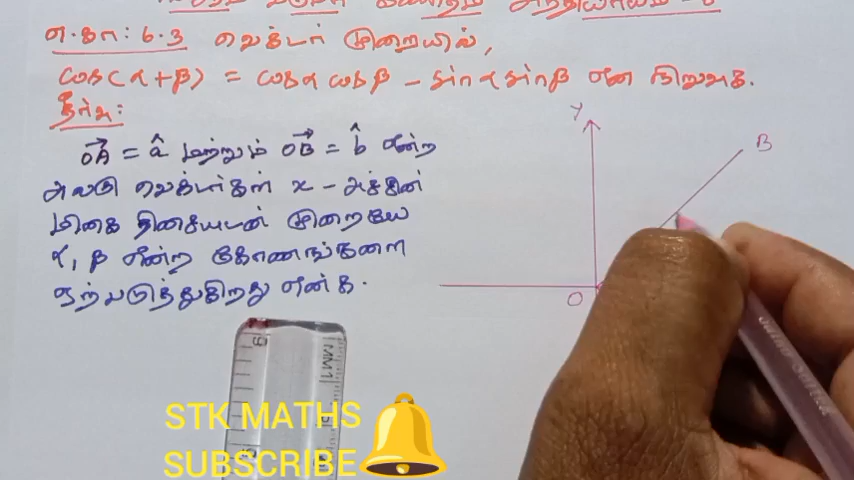 எ.கா: 6.3 வெக்டர் முறையில்,
cos(α+β) = cosα cosβ – sinα sinβ என நிறுவுக.
தீர்வு:
OA⃗ = â மற்றும் OB⃗ = b̂ என்ற
அலகு வெக்டர்கள் x – அச்சின்
மிகை திசையுடன் முறையே
α, β என்ற கோணங்களை
ஏற்படுத்துகிறது என்க.
Y
B
O
MM
STK MATHS
SUBSCRIBE